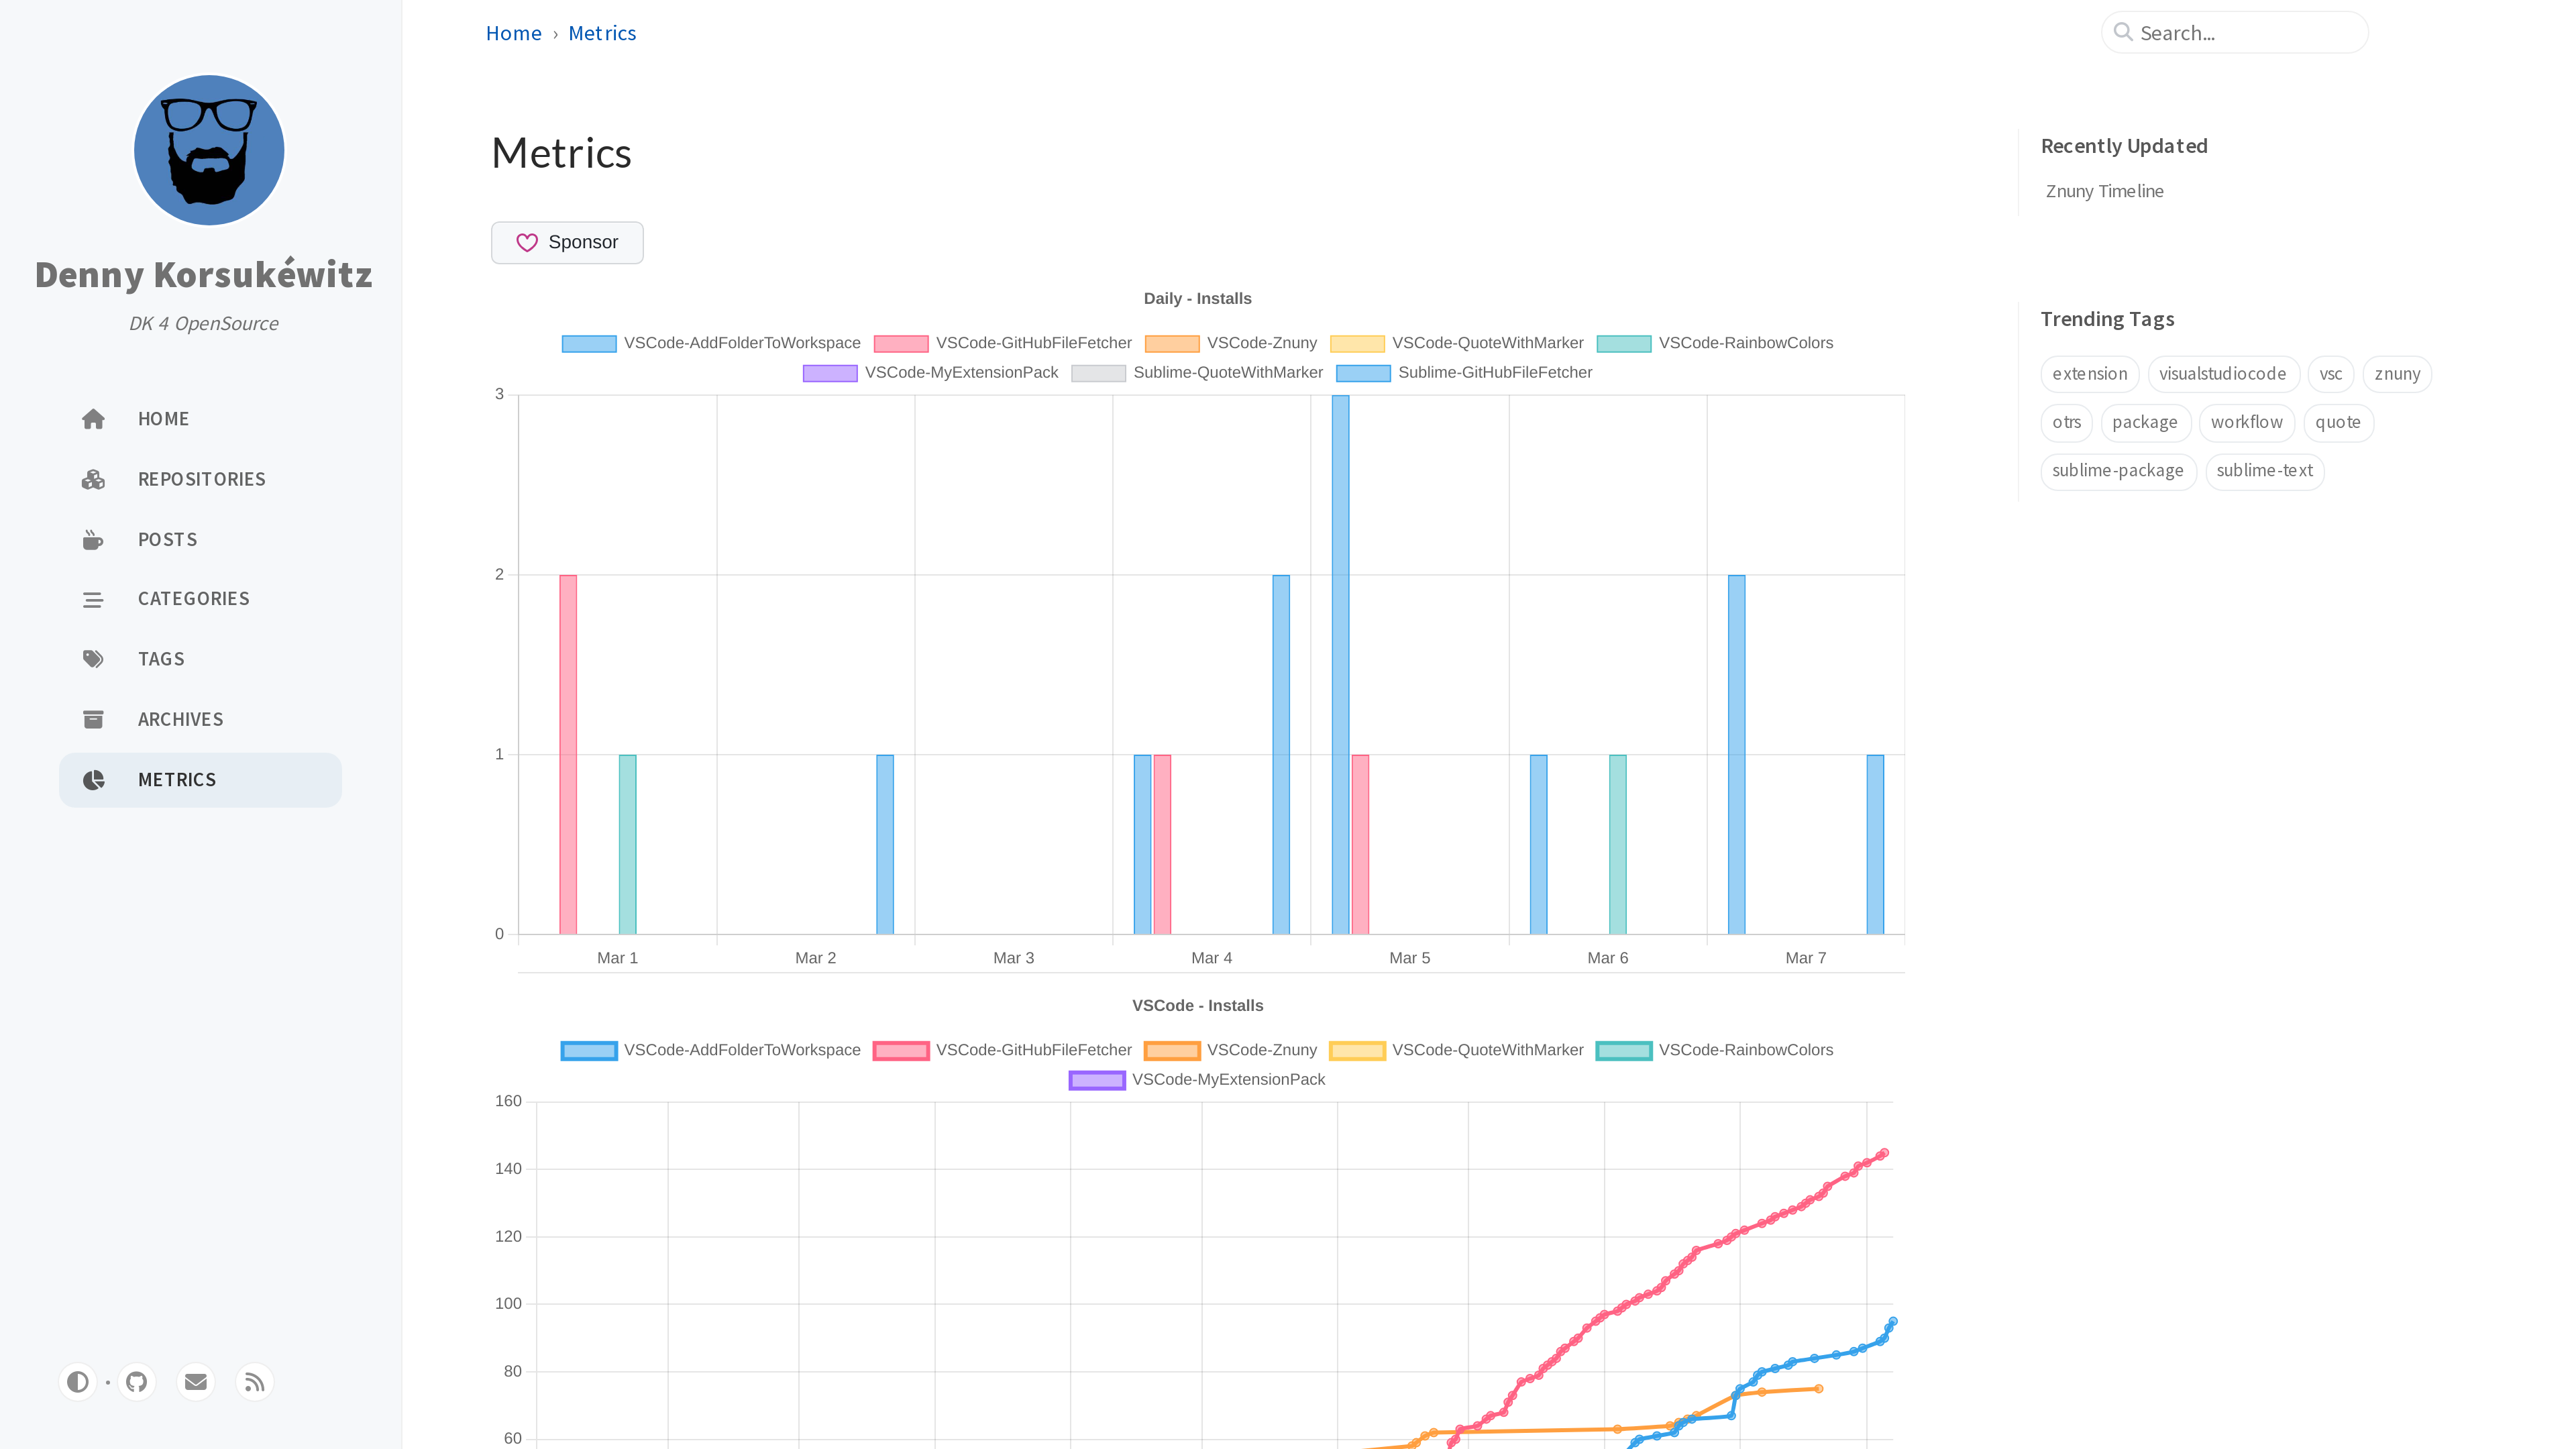 Denny Korsukéwitz
DK 4 OpenSource
HOME
REPOSITORIES
POSTS
CATEGORIES
TAGS
ARCHIVES
METRICS
Home › Metrics
Search...
Metrics
Sponsor
Daily - Installs
VSCode-AddFolderToWorkspace VSCode-GitHubFileFetcher VSCode-Znuny VSCode-QuoteWithMarker VSCode-RainbowColors
VSCode-MyExtensionPack Sublime-QuoteWithMarker Sublime-GitHubFileFetcher
3
2
1
0
Mar 1 Mar 2 Mar 3 Mar 4 Mar 5 Mar 6 Mar 7
VSCode - Installs
VSCode-AddFolderToWorkspace VSCode-GitHubFileFetcher VSCode-Znuny VSCode-QuoteWithMarker VSCode-RainbowColors
VSCode-MyExtensionPack
160
140
120
100
80
60
Recently Updated
Znuny Timeline
Trending Tags
extension visualstudiocode vsc znuny
otrs package workflow quote
sublime-package sublime-text